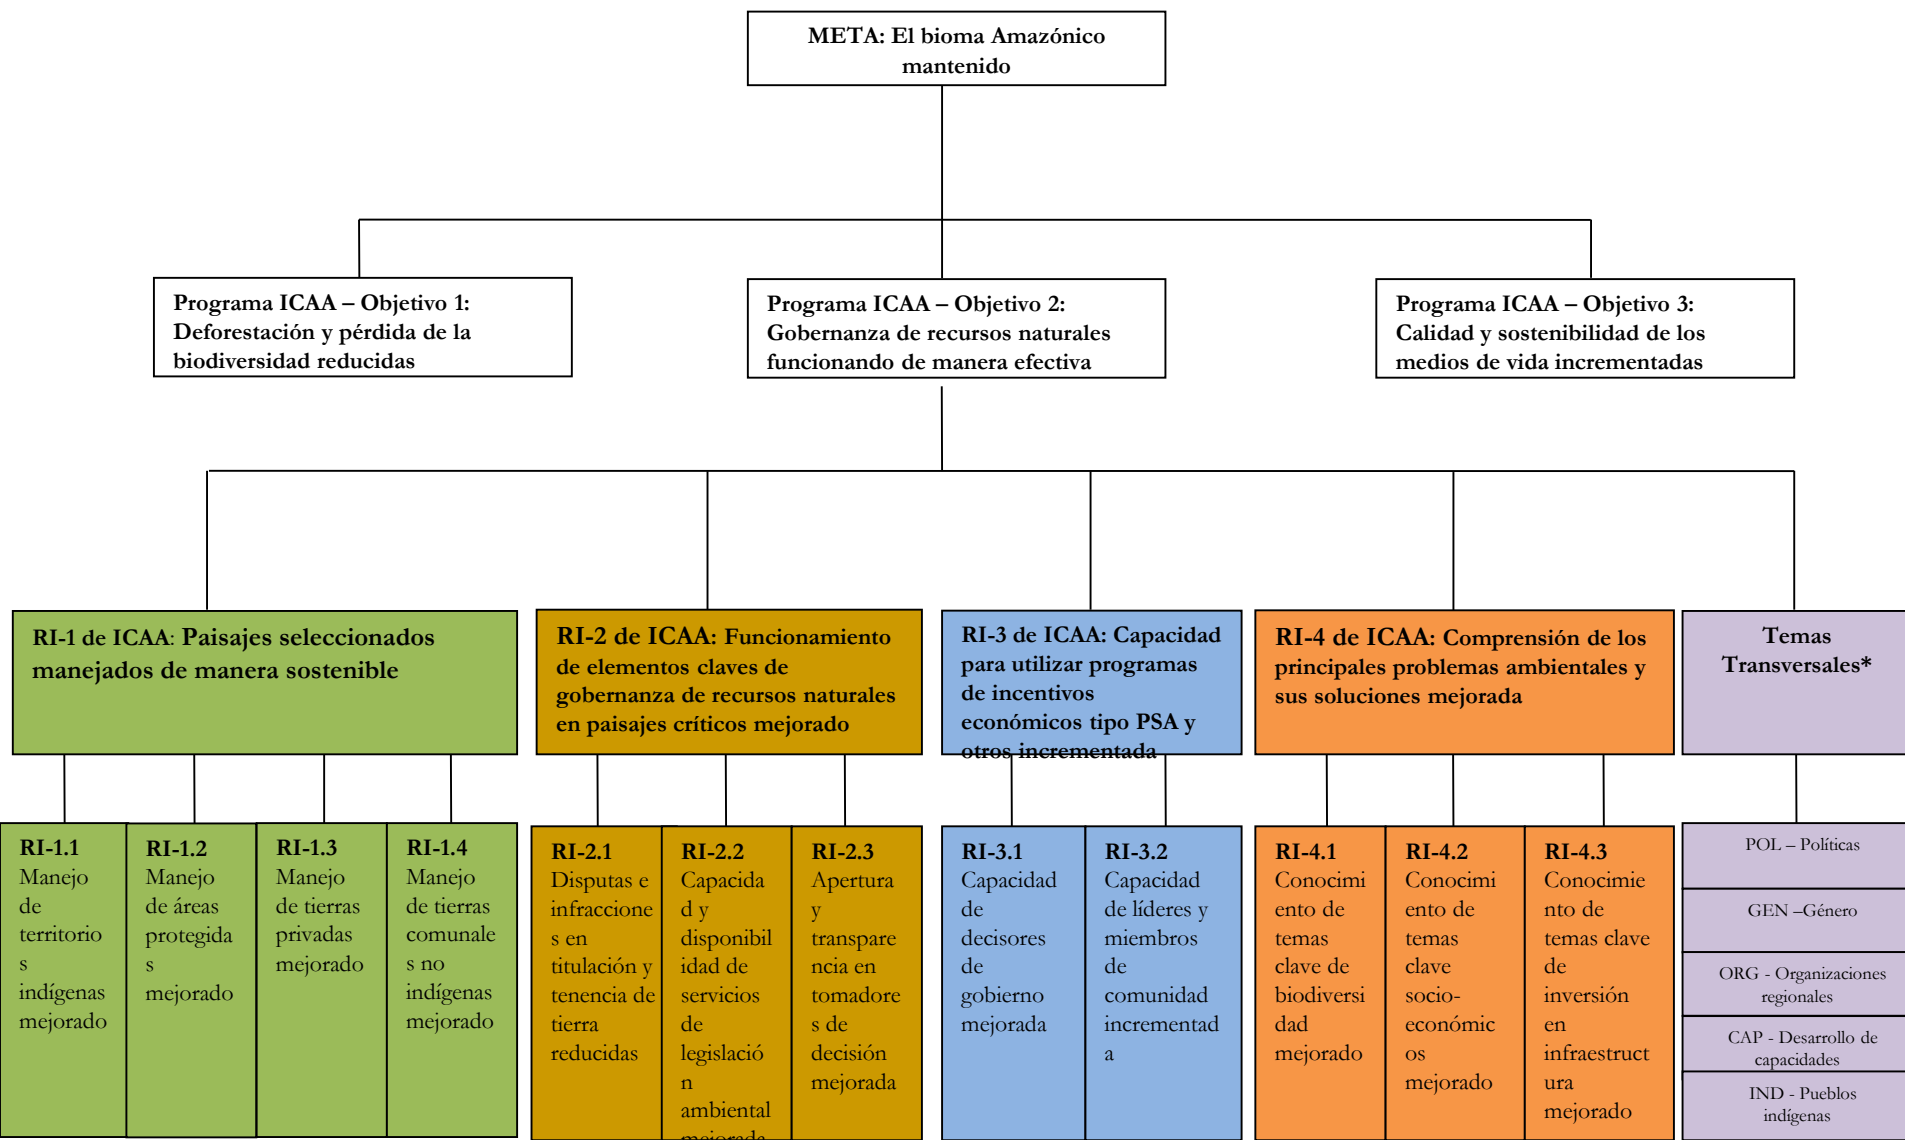 META: El bioma Amazónico
mantenido
Programa ICAA – Objetivo 1:
Deforestación y pérdida de la
biodiversidad reducidas
Programa ICAA – Objetivo 2:
Gobernanza de recursos naturales
funcionando de manera efectiva
Programa ICAA – Objetivo 3:
Calidad y sostenibilidad de los
medios de vida incrementadas
RI-1 de ICAA: Paisajes seleccionados
manejados de manera sostenible
RI-2 de ICAA: Funcionamiento
de elementos claves de
gobernanza de recursos naturales
en paisajes críticos mejorado
RI-3 de ICAA: Capacidad
para utilizar programas
de incentivos
económicos tipo PSA y
otros incrementada
RI-4 de ICAA: Comprensión de los
principales problemas ambientales y
sus soluciones mejorada
Temas
Transversales*
RI-1.1
Manejo
de
territorio
s
indígenas
mejorado
RI-1.2
Manejo
de áreas
protegida
s
mejorado
RI-1.3
Manejo
de tierras
privadas
mejorado
RI-1.4
Manejo
de tierras
comunale
s no
indígenas
mejorado
RI-2.1
Disputas e
infraccione
s en
titulación y
tenencia de
tierra
reducidas
RI-2.2
Capacida
d y
disponibil
idad de
servicios
de
legislació
n
ambiental
mejorada
RI-2.3
Apertura
y
transpare
ncia en
tomadore
s de
decisión
mejorada
RI-3.1
Capacidad
de
decisores
de
gobierno
mejorada
RI-3.2
Capacidad
de líderes y
miembros
de
comunidad
incrementad
a
RI-4.1
Conocimi
ento de
temas
clave de
biodiversi
dad
mejorado
RI-4.2
Conocimi
ento de
temas
clave
socio-
económic
os
mejorado
RI-4.3
Conocimie
nto de
temas clave
de
inversión
en
infraestruct
ura
mejorado
POL – Políticas
GEN –Género
ORG - Organizaciones
regionales
CAP - Desarrollo de
capacidades
IND - Pueblos
indígenas